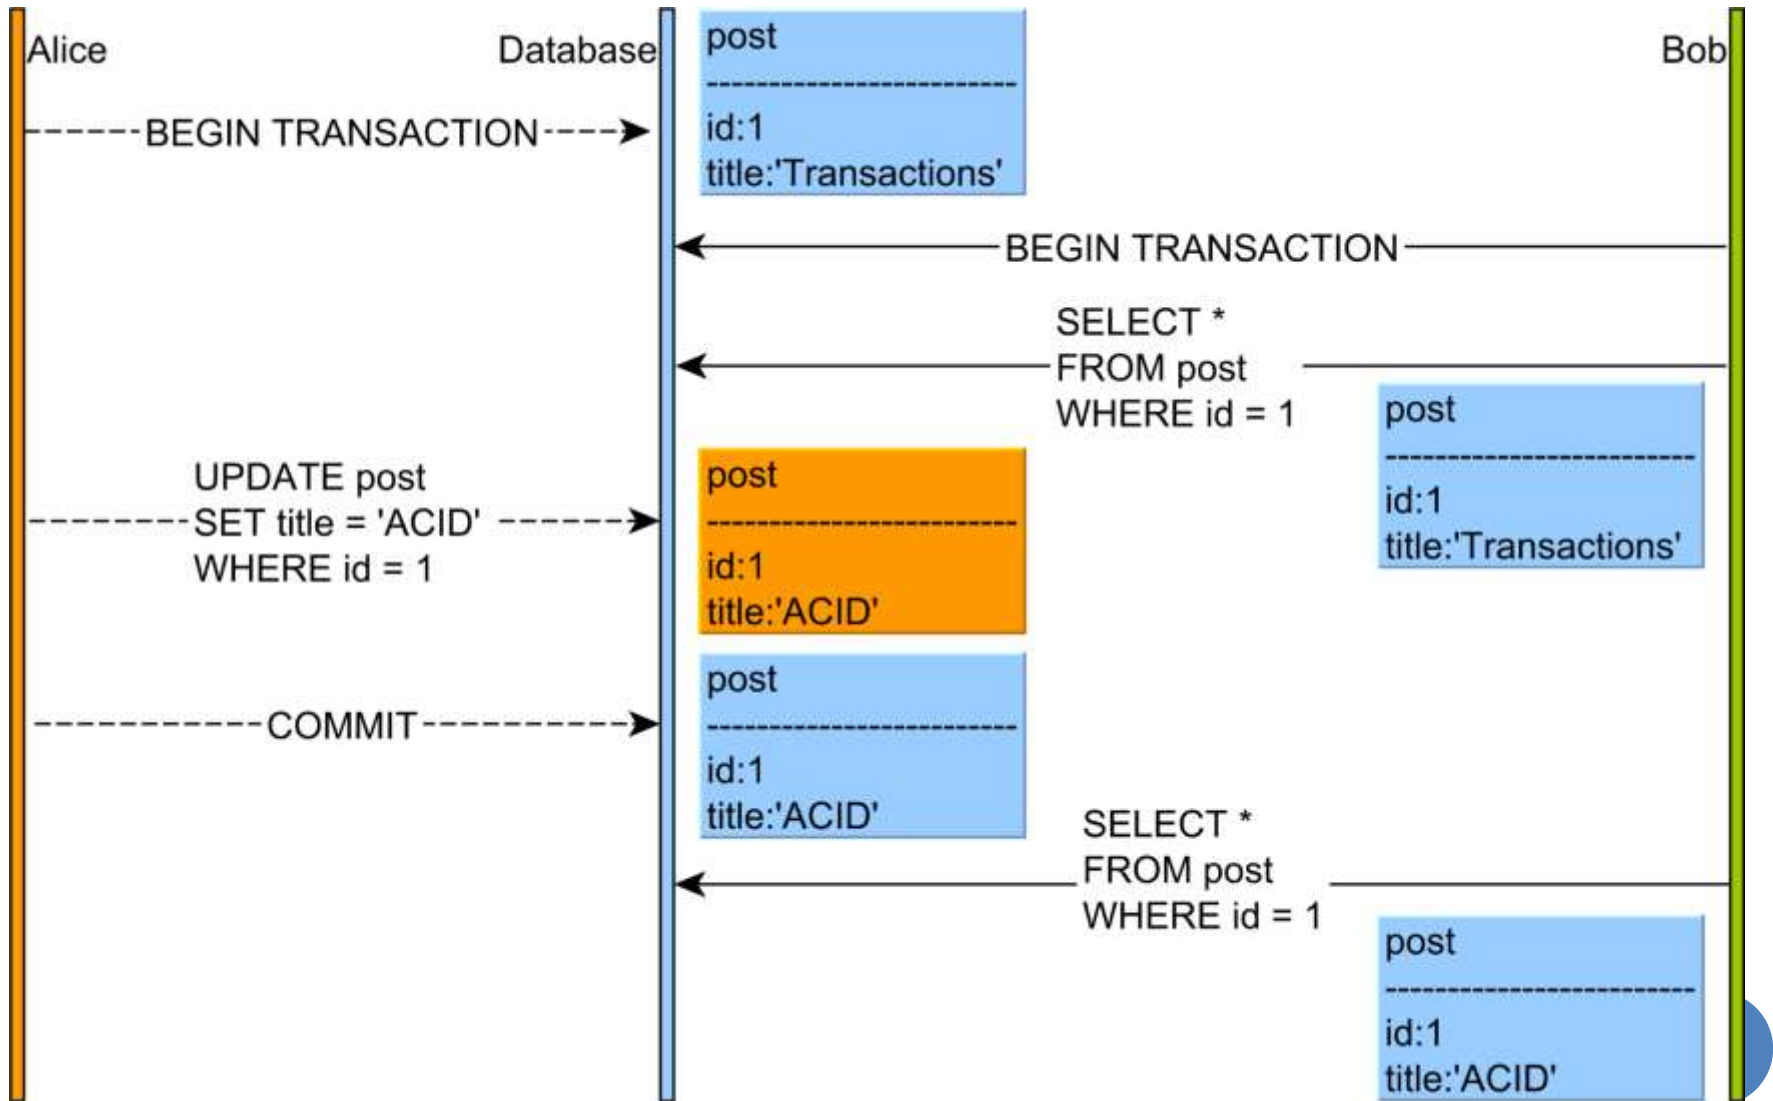 Alice
Database
post
-------------------------
id:1
title:'Transactions'
Bob
BEGIN TRANSACTION
BEGIN TRANSACTION
SELECT *
FROM post
WHERE id = 1
post
-------------------------
id:1
title:'Transactions'
UPDATE post
SET title = 'ACID'
WHERE id = 1
post
-------------------------
id:1
title:'ACID'
COMMIT
post
-------------------------
id:1
title:'ACID'
SELECT *
FROM post
WHERE id = 1
post
-------------------------
id:1
title:'ACID'